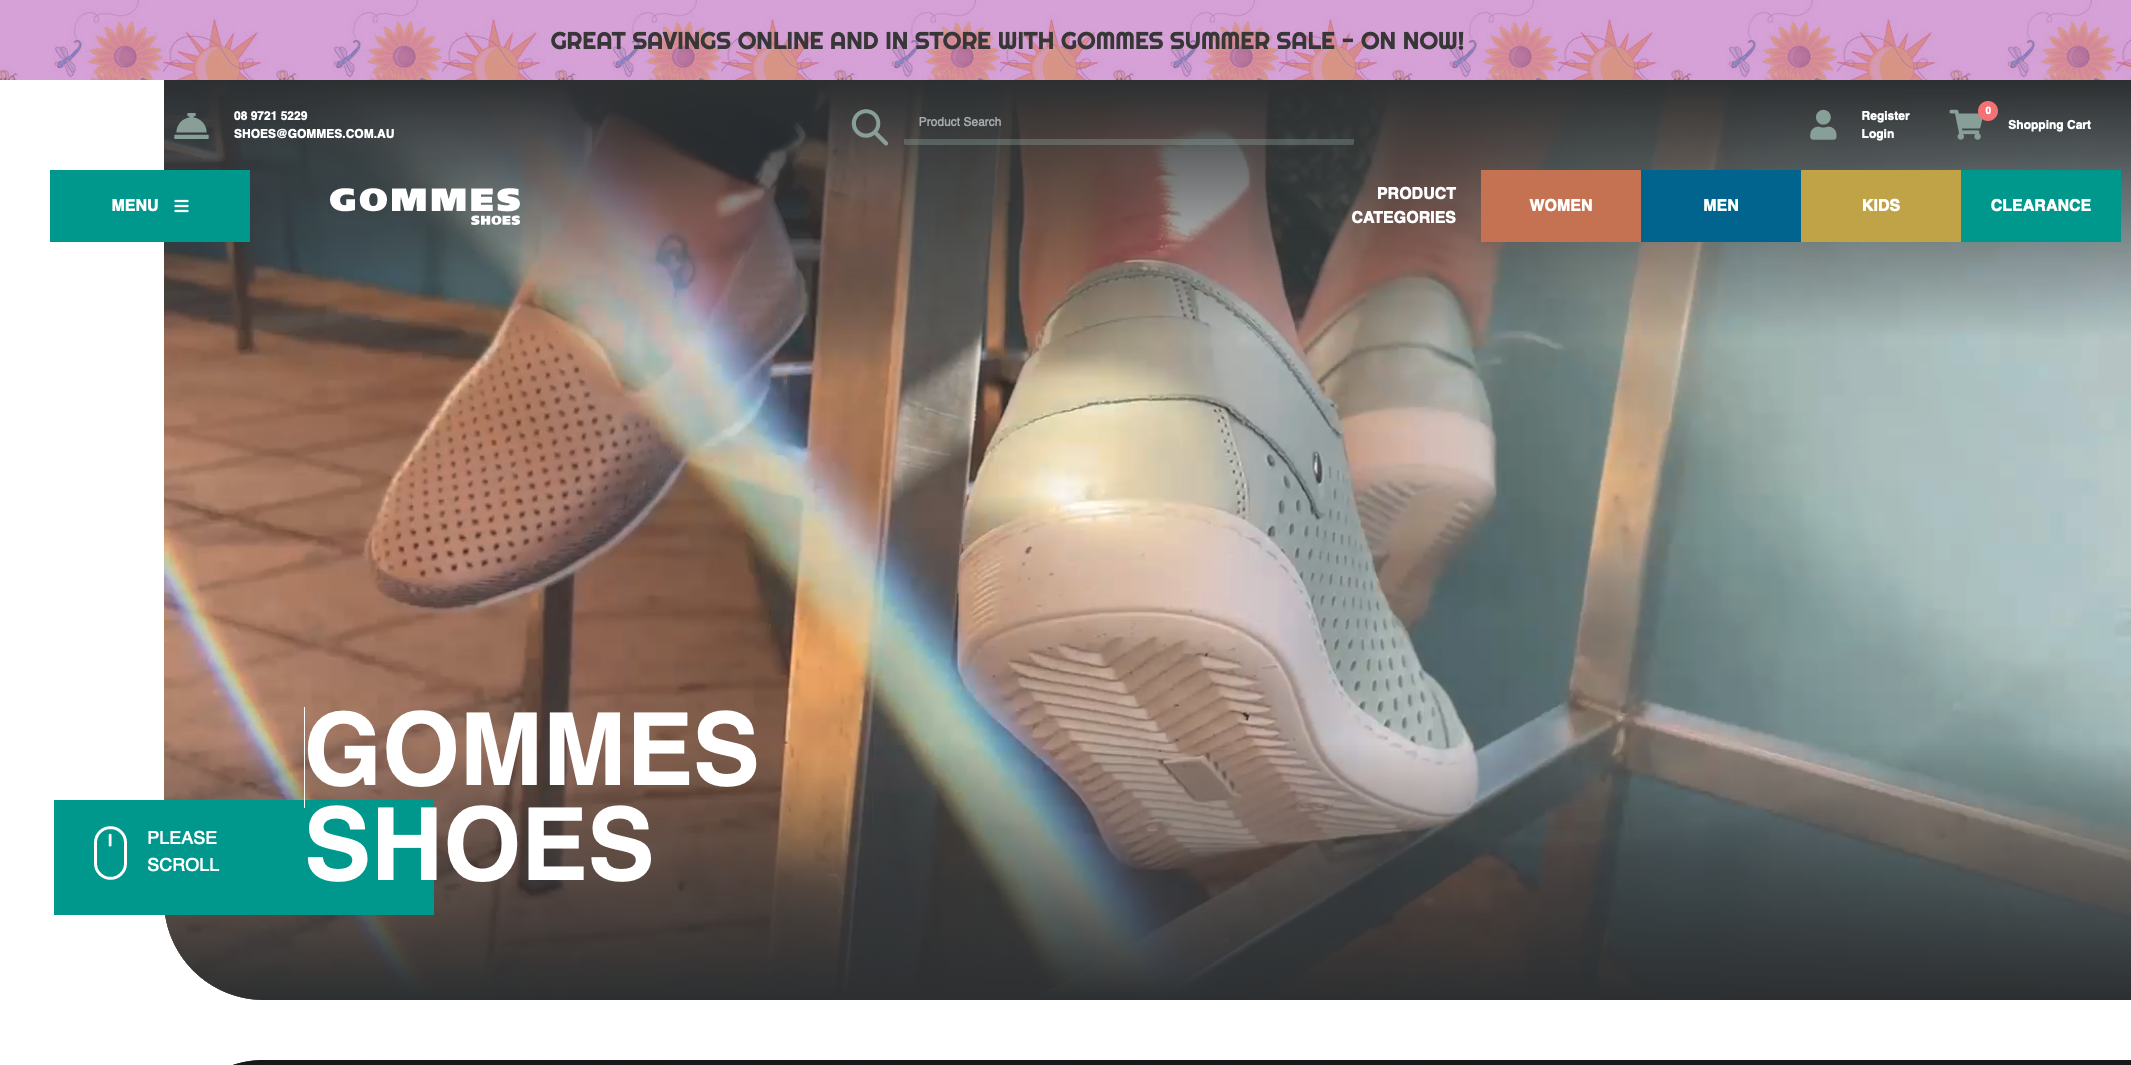 GREAT SAVINGS ONLINE AND IN STORE WITH GOMMES SUMMER SALE - ON NOW!
08 9721 5229
SHOES@GOMMES.COM.AU
Product Search
Register
Login
0
Shopping Cart
MENU
GOMMES
SHOES
PRODUCT
CATEGORIES
WOMEN
MEN
KIDS
CLEARANCE
GOMMES
SHOES
PLEASE
SCROLL